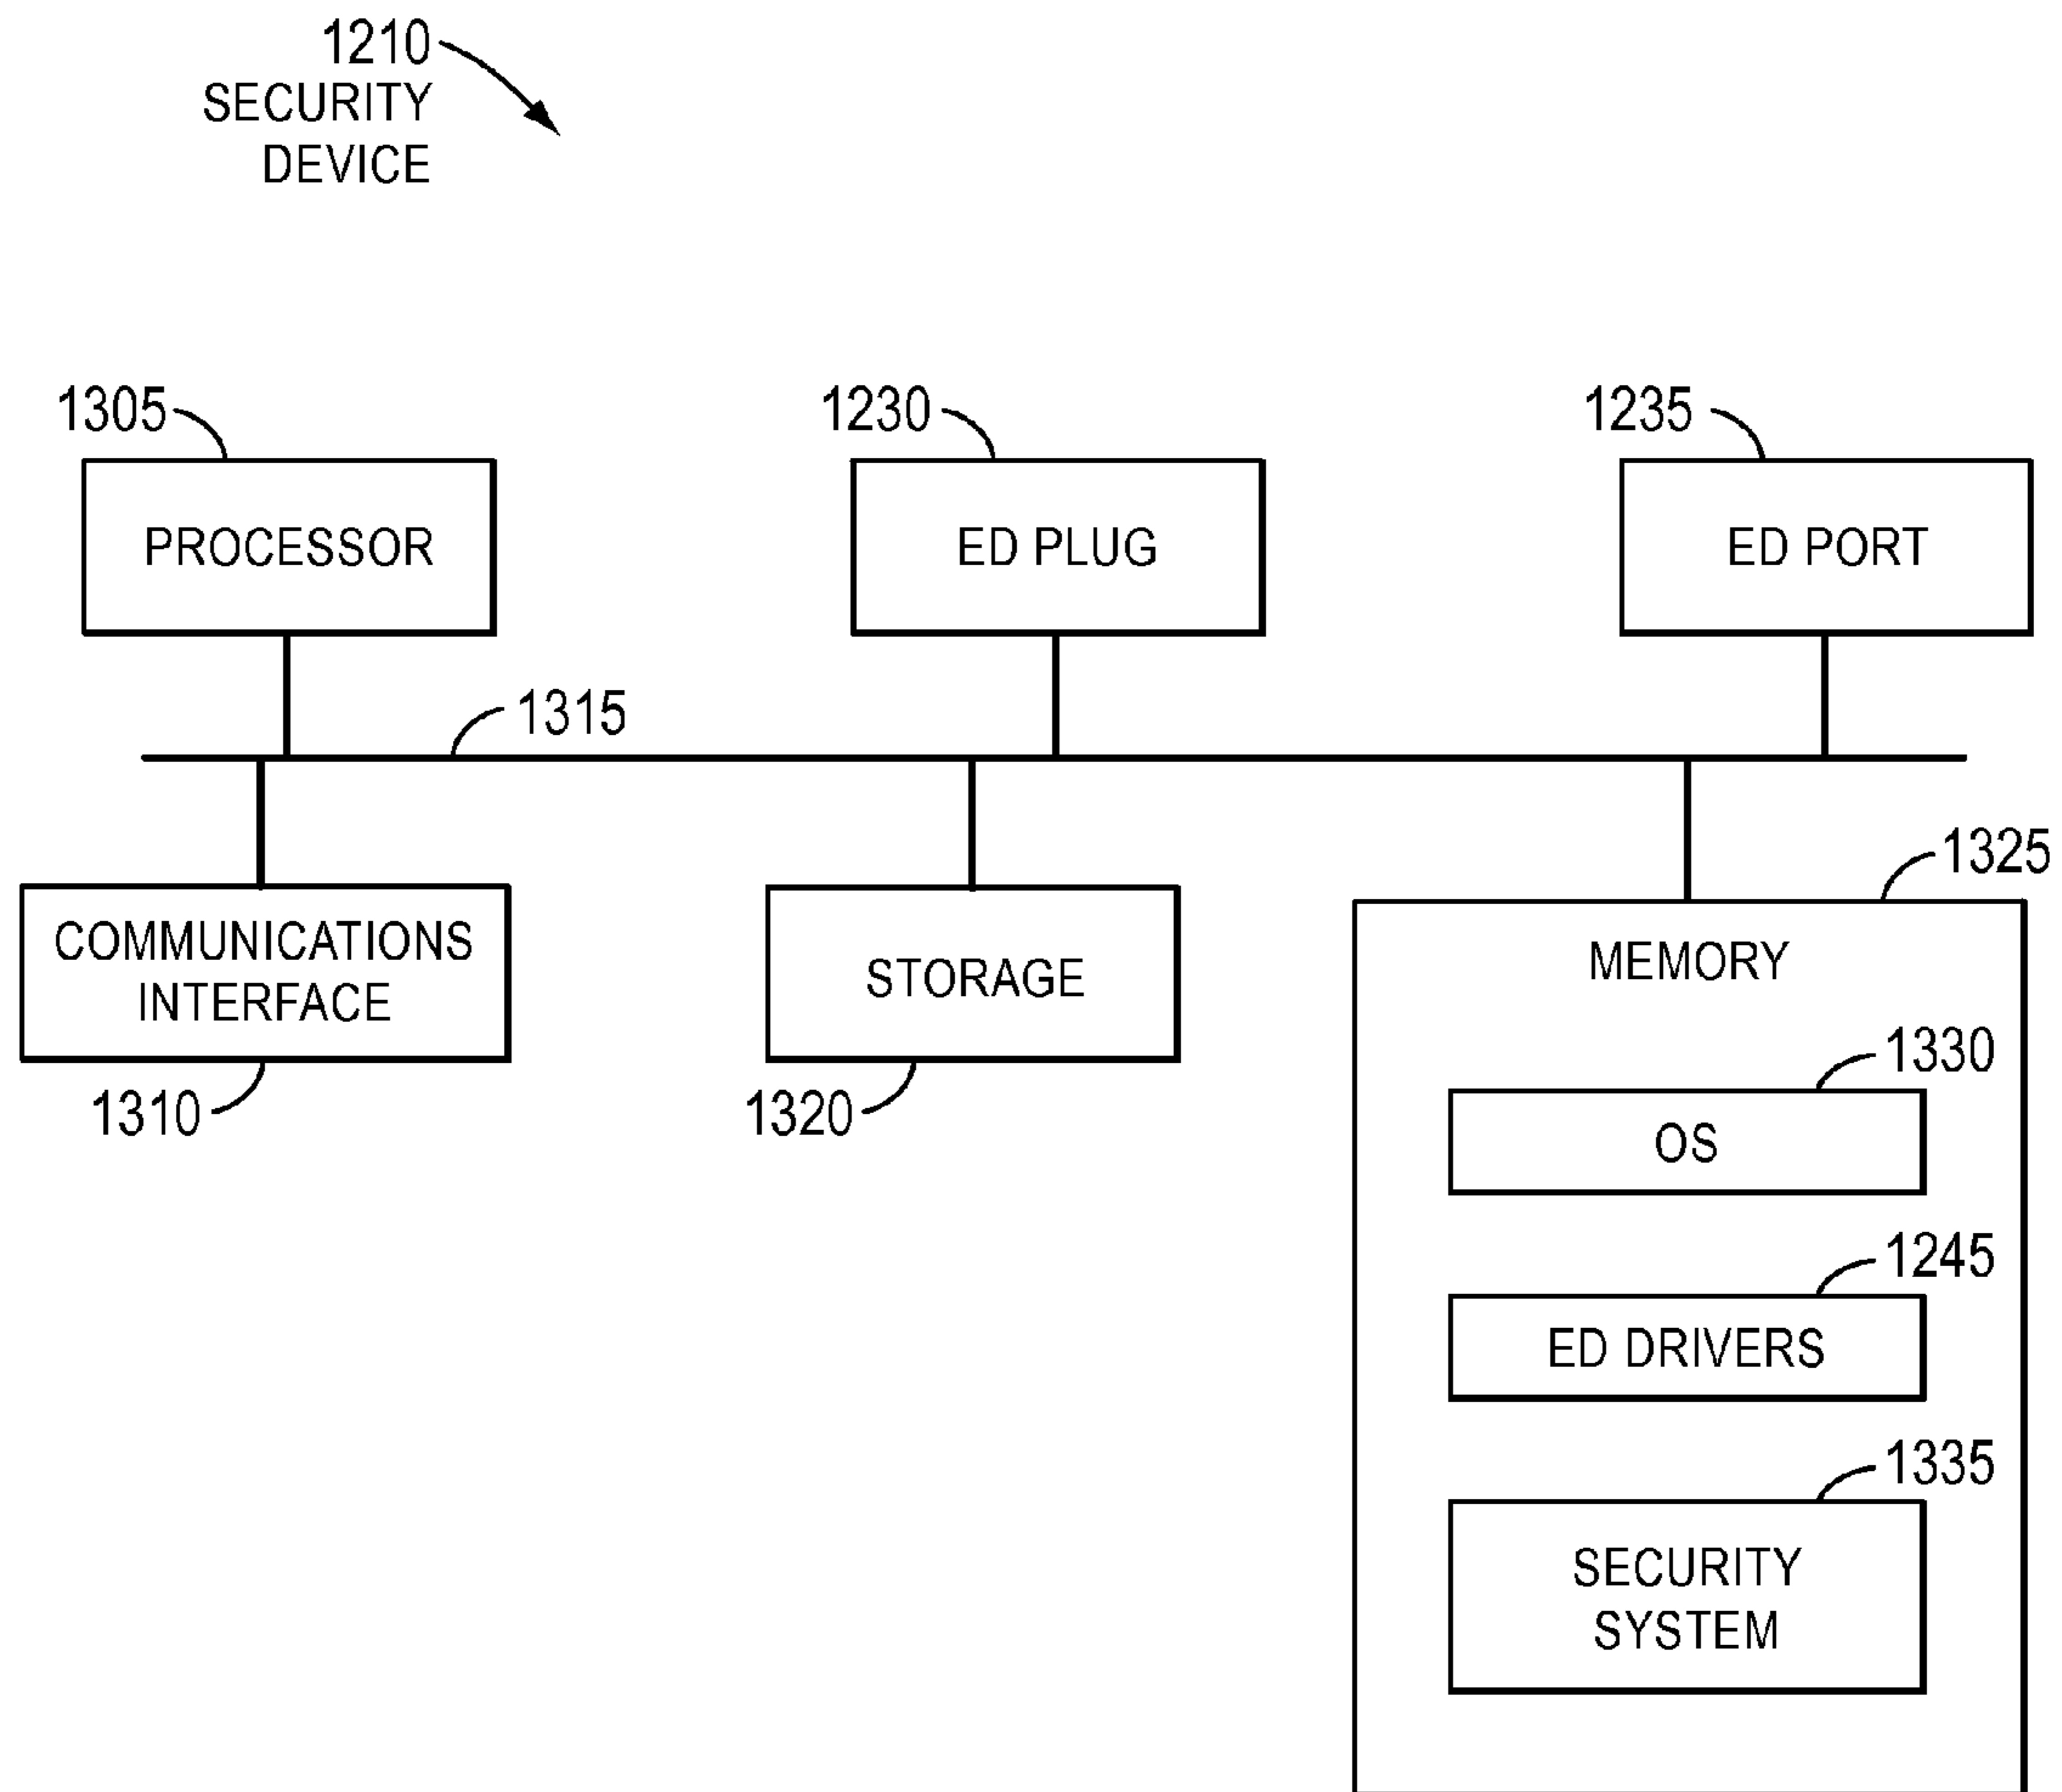 1210
SECURITY
DEVICE
1305
1230
1235
PROCESSOR
ED PLUG
ED PORT
1315
1325
COMMUNICATIONS
INTERFACE
STORAGE
MEMORY
1310
1320
1330
OS
1245
ED DRIVERS
1335
SECURITY
SYSTEM